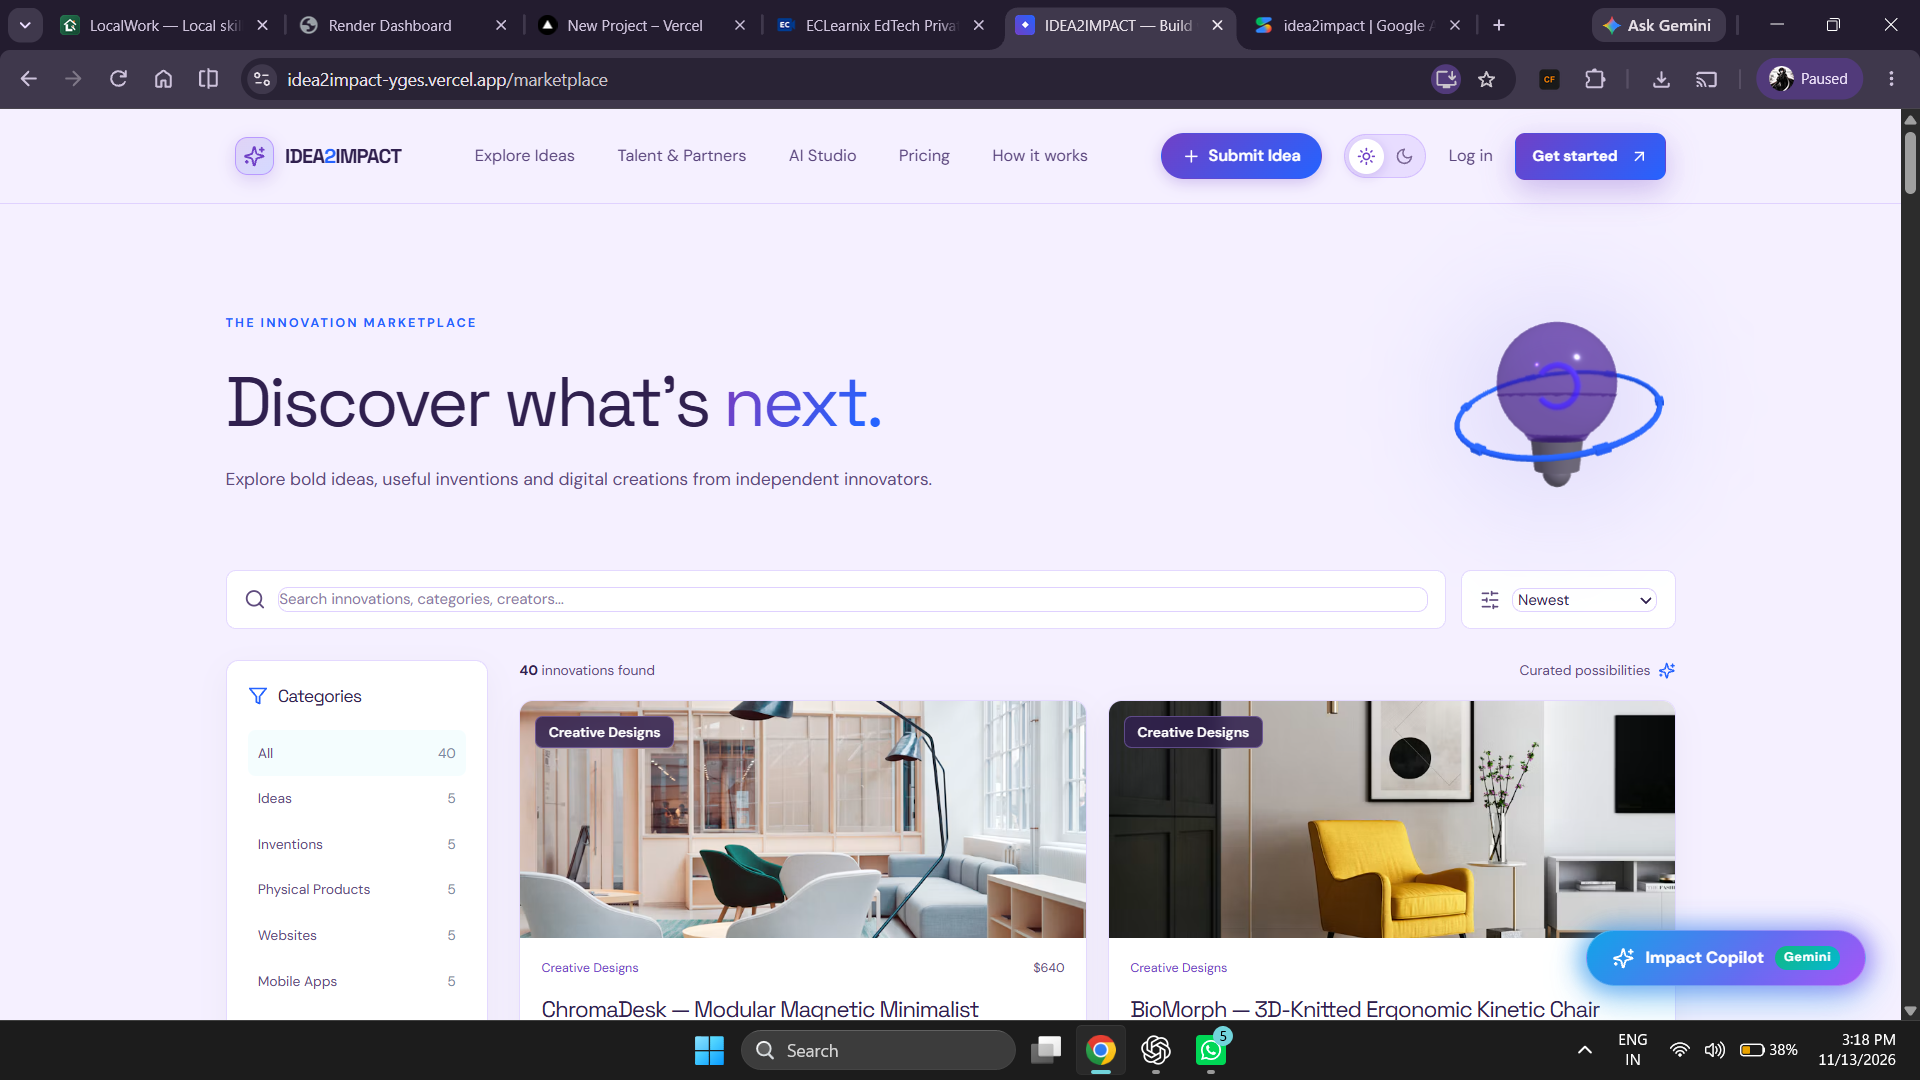 LocalWork — Local skil
Render Dashboard
New Project – Vercel
EC
ECLearnix EdTech Priva
IDEA2IMPACT — Build
idea2impact | Google A
Ask Gemini
idea2impact-yges.vercel.app/marketplace
CF
Paused
IDEA2IMPACT
Explore Ideas
Talent & Partners
AI Studio
Pricing
How it works
+ Submit Idea
Log in
Get started
THE INNOVATION MARKETPLACE
Discover what's next.
Explore bold ideas, useful inventions and digital creations from independent innovators.
Search innovations, categories, creators...
Newest
Categories
All 40
Ideas 5
Inventions 5
Physical Products 5
Websites 5
Mobile Apps 5
40 innovations found
Curated possibilities
Creative Designs
Creative Designs
Creative Designs $640
ChromaDesk — Modular Magnetic Minimalist
Creative Designs
BioMorph — 3D-Knitted Ergonomic Kinetic Chair
Impact Copilot Gemini
Search
5
ENG
IN
38%
3:18 PM
11/13/2026